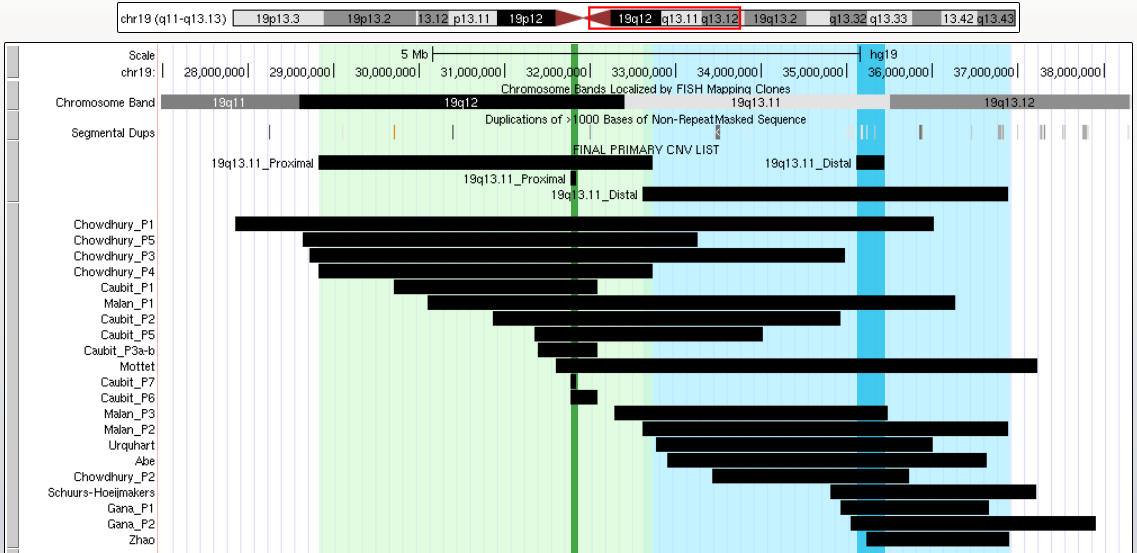 chr19 (q11-q13.13) 19p13.3 19p13.2 13.12 p13.11 19p12 19q12 q13.11 q13.12 19q13.2 q13.32 q13.33 13.42 q13.43
Scale 5 Mb hg19
chr19: 28,000,000 29,000,000 30,000,000 31,000,000 32,000,000 33,000,000 34,000,000 35,000,000 36,000,000 37,000,000 38,000,000
Chromosome Bands Localized by FISH Mapping Clones
Chromosome Band 19q11 19q12 19q13.11 19q13.12
Duplications of >1000 Bases of Non-RepeatMasked Sequence
Segmental Dups
FINAL PRIMARY CNV LIST
19q13.11_Proximal 19q13.11_Distal
19q13.11_Proximal
19q13.11_Distal
Chowdhury_P1
Chowdhury_P5
Chowdhury_P3
Chowdhury_P4
Caubit_P1
Malan_P1
Caubit_P2
Caubit_P5
Caubit_P3a-b
Mottet
Caubit_P7
Caubit_P6
Malan_P3
Malan_P2
Urquhart
Abe
Chowdhury_P2
Schuurs-Hoeijmakers
Gana_P1
Gana_P2
Zhao